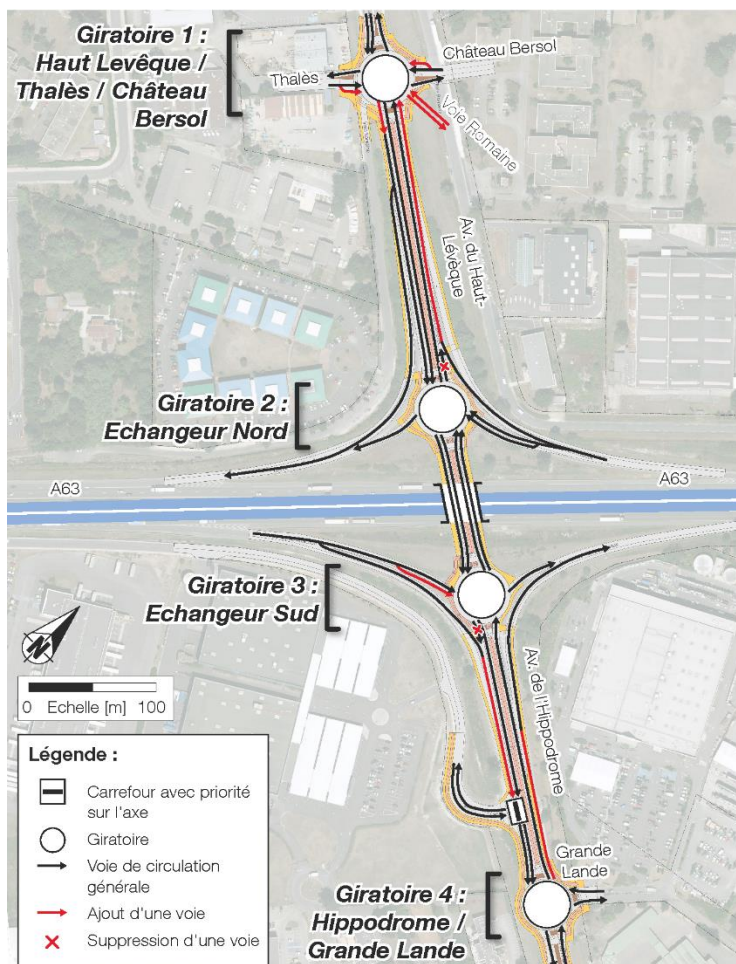 Giratoire 1 :
Haut Levêque /
Thalès / Château
Bersol
Thalès
Château Bersol
Voie Romaine
Av. du Haut-
Lévèque
Giratoire 2 :
Echangeur Nord
A63
A63
Giratoire 3 :
Echangeur Sud
N
Av. de l'Hippodrome
0 Echelle [m] 100
Légende :
Carrefour avec priorité
sur l'axe
Giratoire
Voie de circulation
générale
Ajout d'une voie
Suppression d'une voie
Grande
Lande
Giratoire 4 :
Hippodrome /
Grande Lande